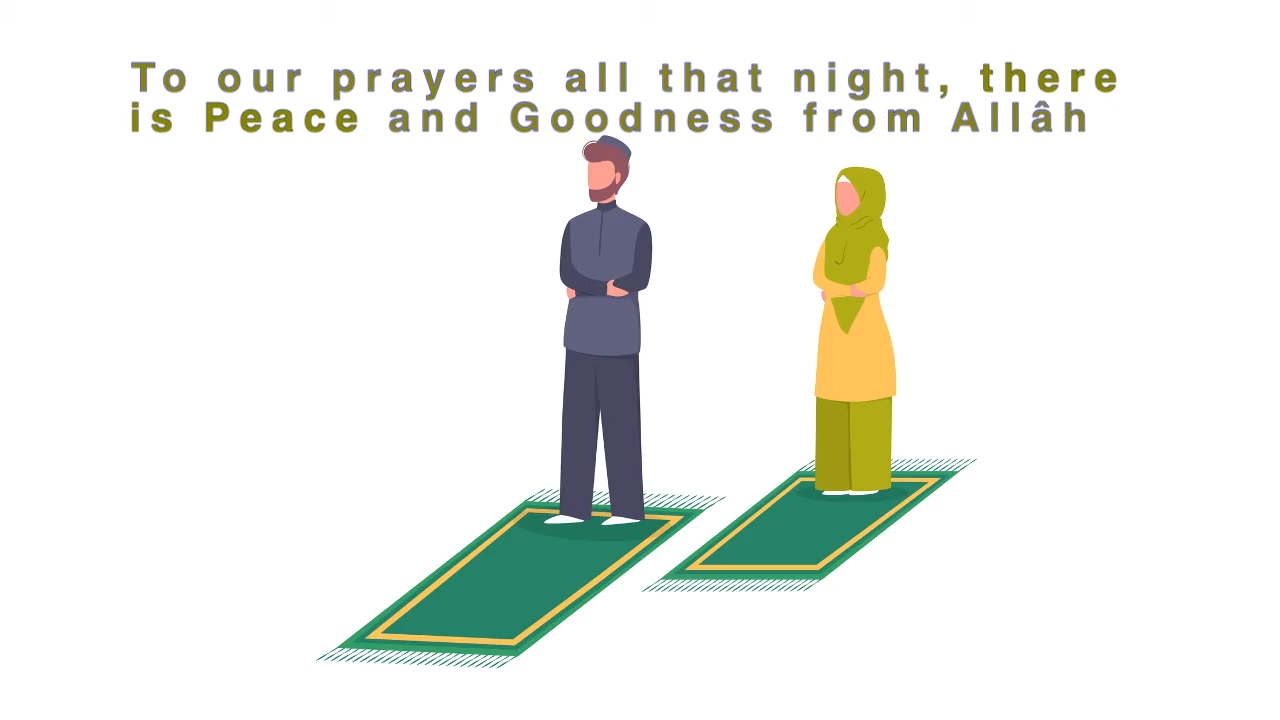 To our prayers all that night, there
is Peace and Goodness from Allâh